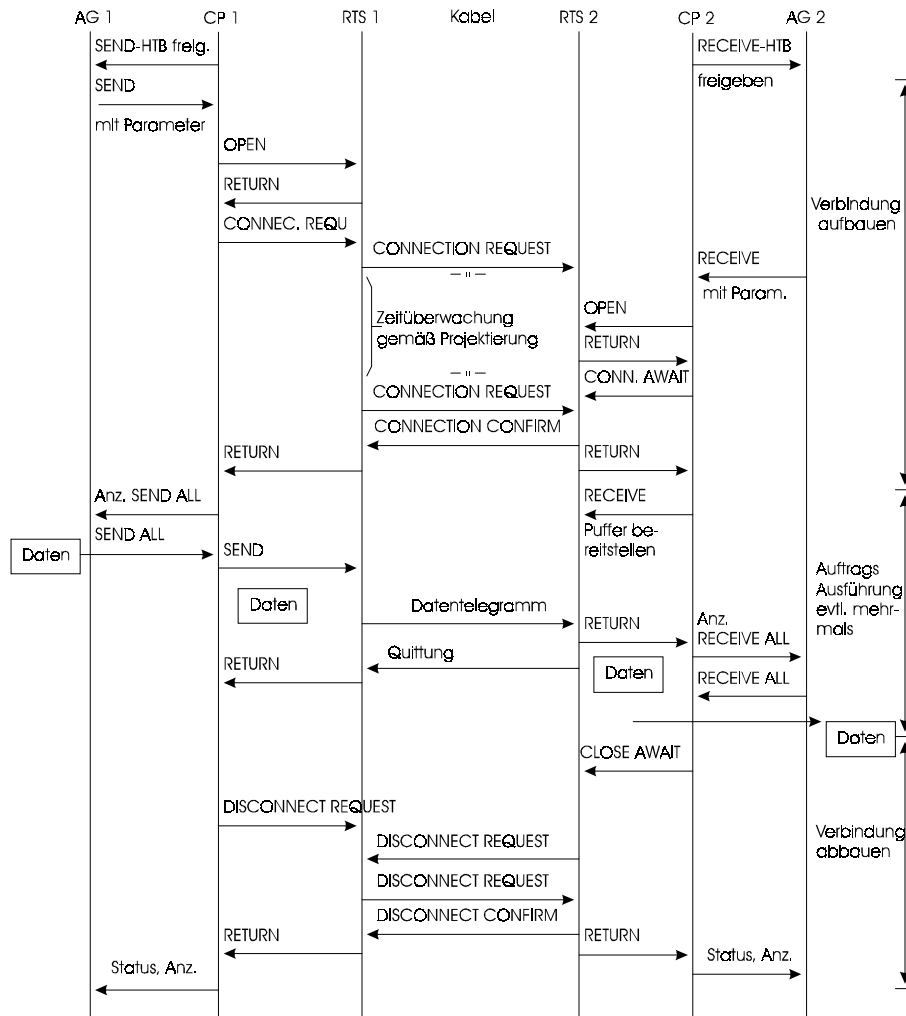 AG 1 CP 1 RTS 1 Kabel RTS 2 CP 2 AG 2
SEND-HTB freig.
RECEIVE-HTB
freigeben
SEND
mit Parameter
OPEN
RETURN
CONNEC. REQU
Verbindung
aufbauen
CONNECTION REQUEST
— " —
RECEIVE
mit Param.
Zeitüberwachung
gemäß Projektierung
OPEN
RETURN
— " —
CONN. AWAIT
CONNECTION REQUEST
CONNECTION CONFIRM
RETURN
RETURN
Anz. SEND ALL
RECEIVE
Puffer be-
reitstellen
SEND ALL
Daten
SEND
Auftrags
Ausführung
evtl. mehr-
mals
Daten
Datentelegramm
RETURN
Anz.
RECEIVE ALL
Quittung
RETURN
Daten
RECEIVE ALL
Daten
CLOSE AWAIT
DISCONNECT REQUEST
DISCONNECT REQUEST
Verbindung
abbauen
DISCONNECT REQUEST
DISCONNECT CONFIRM
RETURN
RETURN
Status, Anz.
Status, Anz.